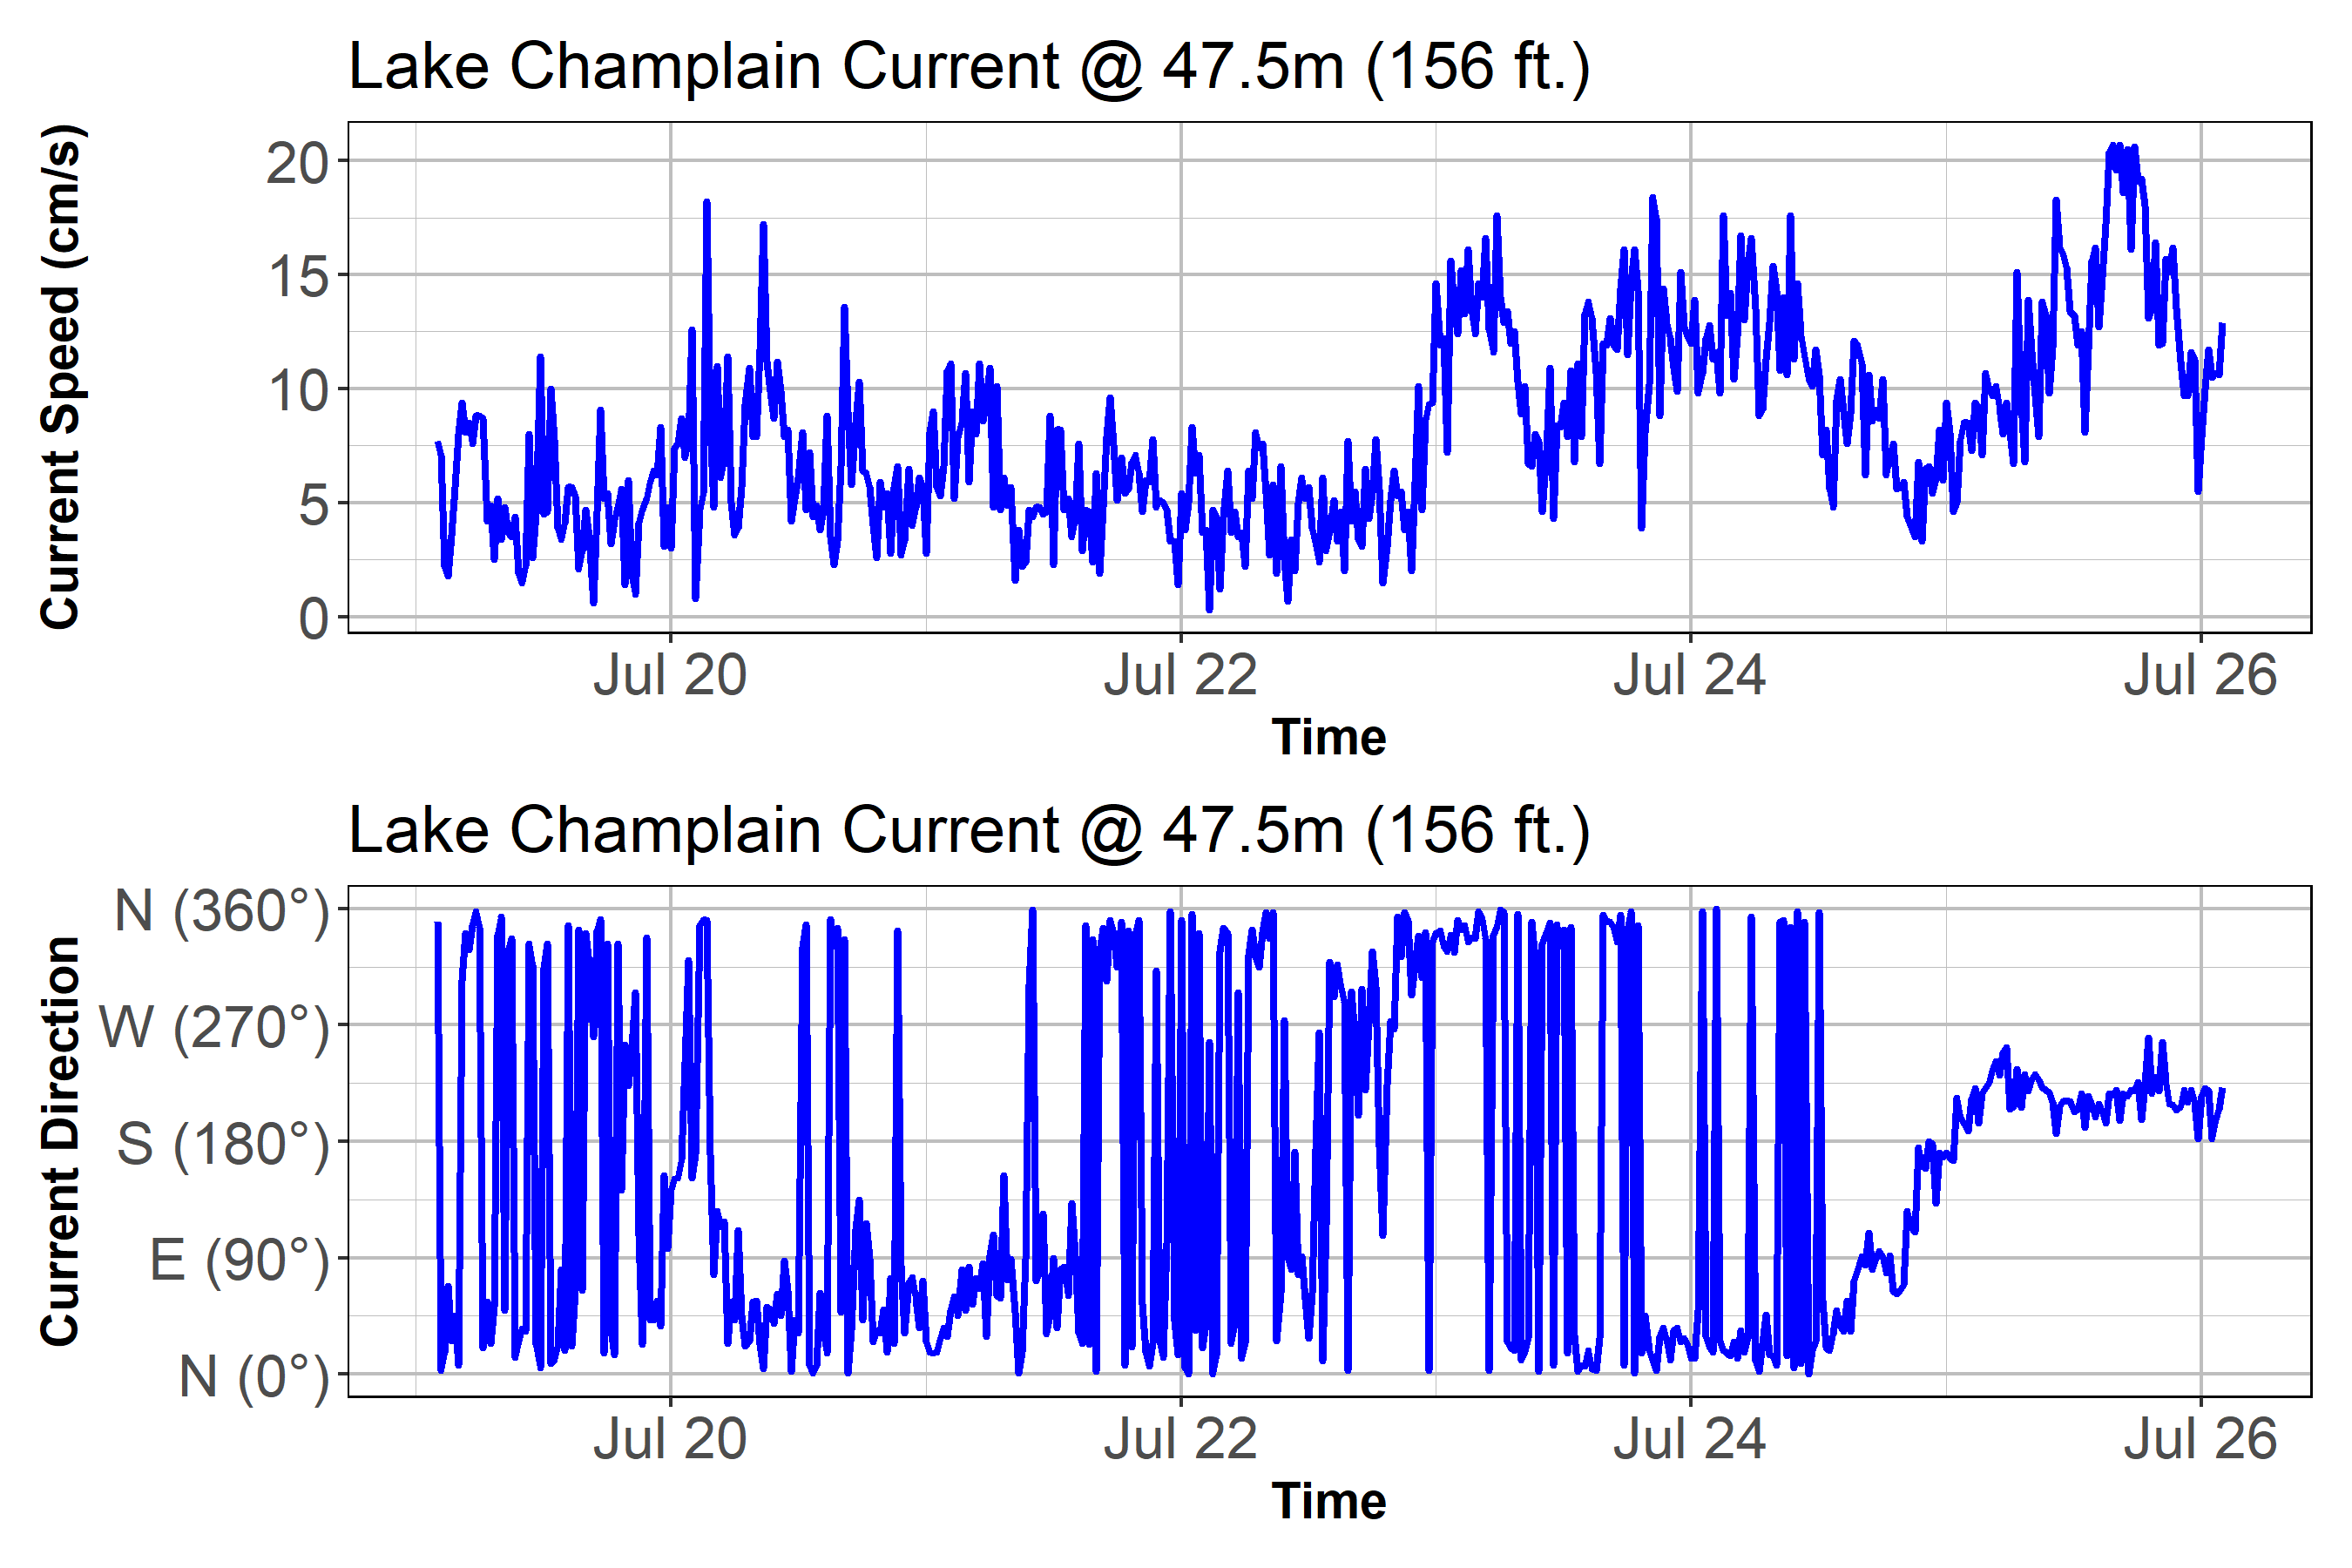 Lake Champlain Current @ 47.5m (156 ft.)
Current Speed (cm/s)
20
15
10
5
0
Jul 20 Jul 22 Jul 24 Jul 26
Time
Lake Champlain Current @ 47.5m (156 ft.)
Current Direction
N (360°)
W (270°)
S (180°)
E (90°)
N (0°)
Jul 20 Jul 22 Jul 24 Jul 26
Time